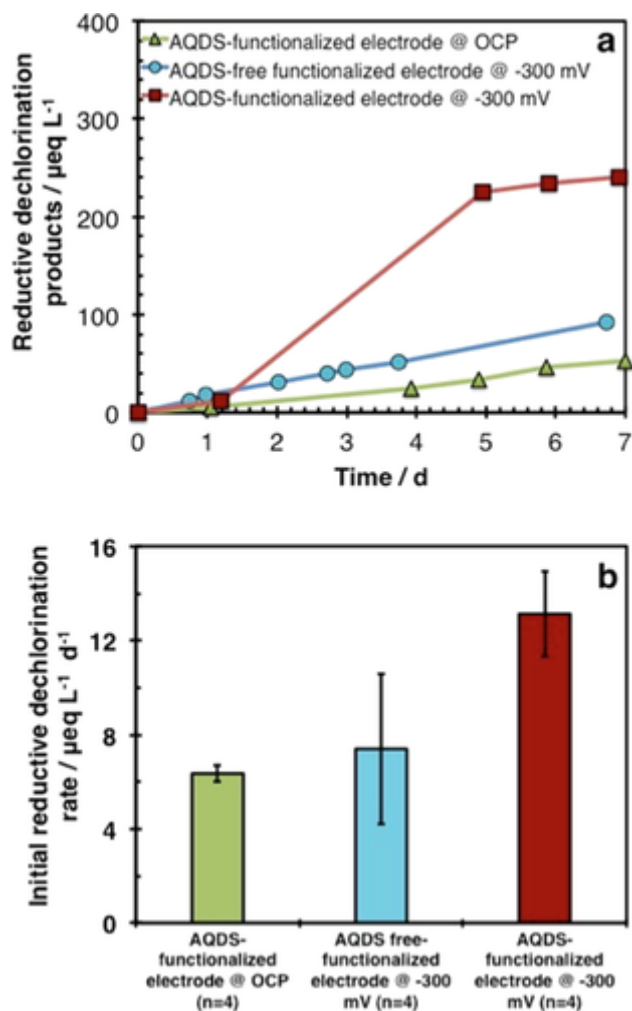 400
300
200
100
0
Reductive dechlorination
products / µeq L⁻¹
AQDS-functionalized electrode @ OCP
a
AQDS-free functionalized electrode @ -300 mV
AQDS-functionalized electrode @ -300 mV
0 1 2 3 4 5 6 7
Time / d
16
12
8
4
0
Initial reductive dechlorination
rate / µeq L⁻¹ d⁻¹
b
AQDS-
functionalized
electrode @ OCP
(n=4)
AQDS free-
functionalized
electrode @ -300
mV (n=4)
AQDS-
functionalized
electrode @ -300
mV (n=4)